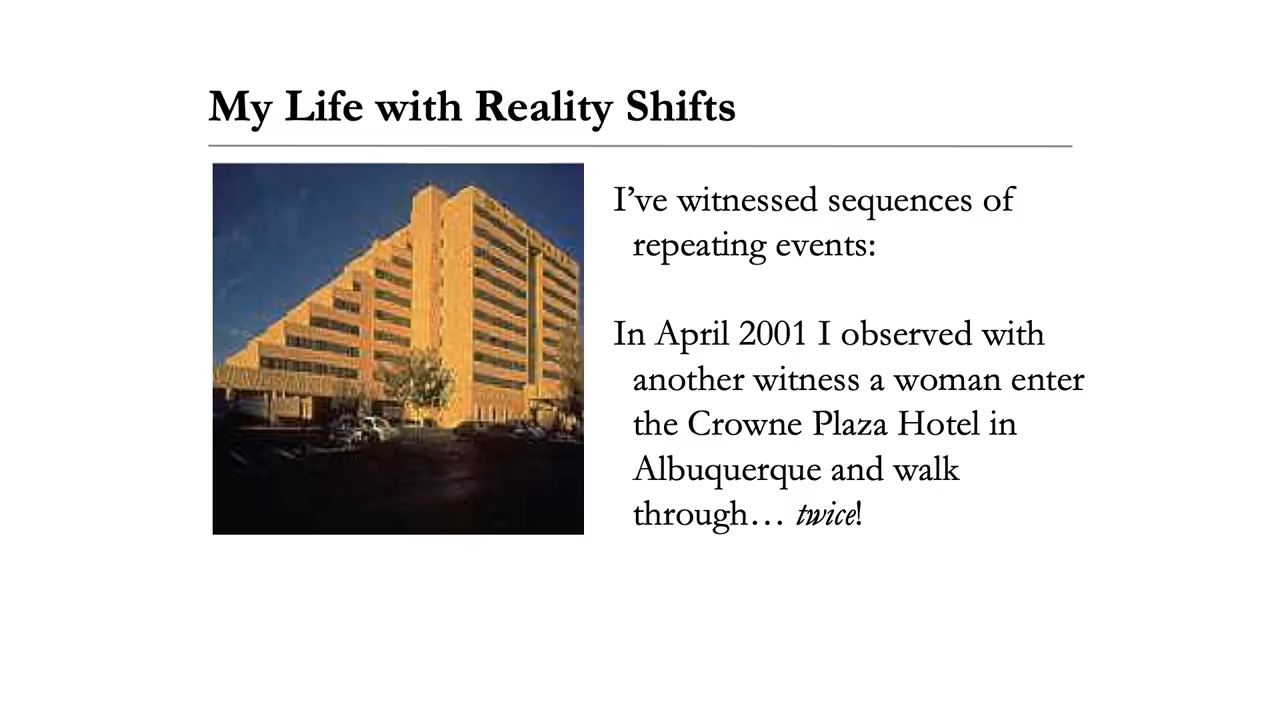 My Life with Reality Shifts
I’ve witnessed sequences of
repeating events:
In April 2001 I observed with
another witness a woman enter
the Crowne Plaza Hotel in
Albuquerque and walk
through… twice!